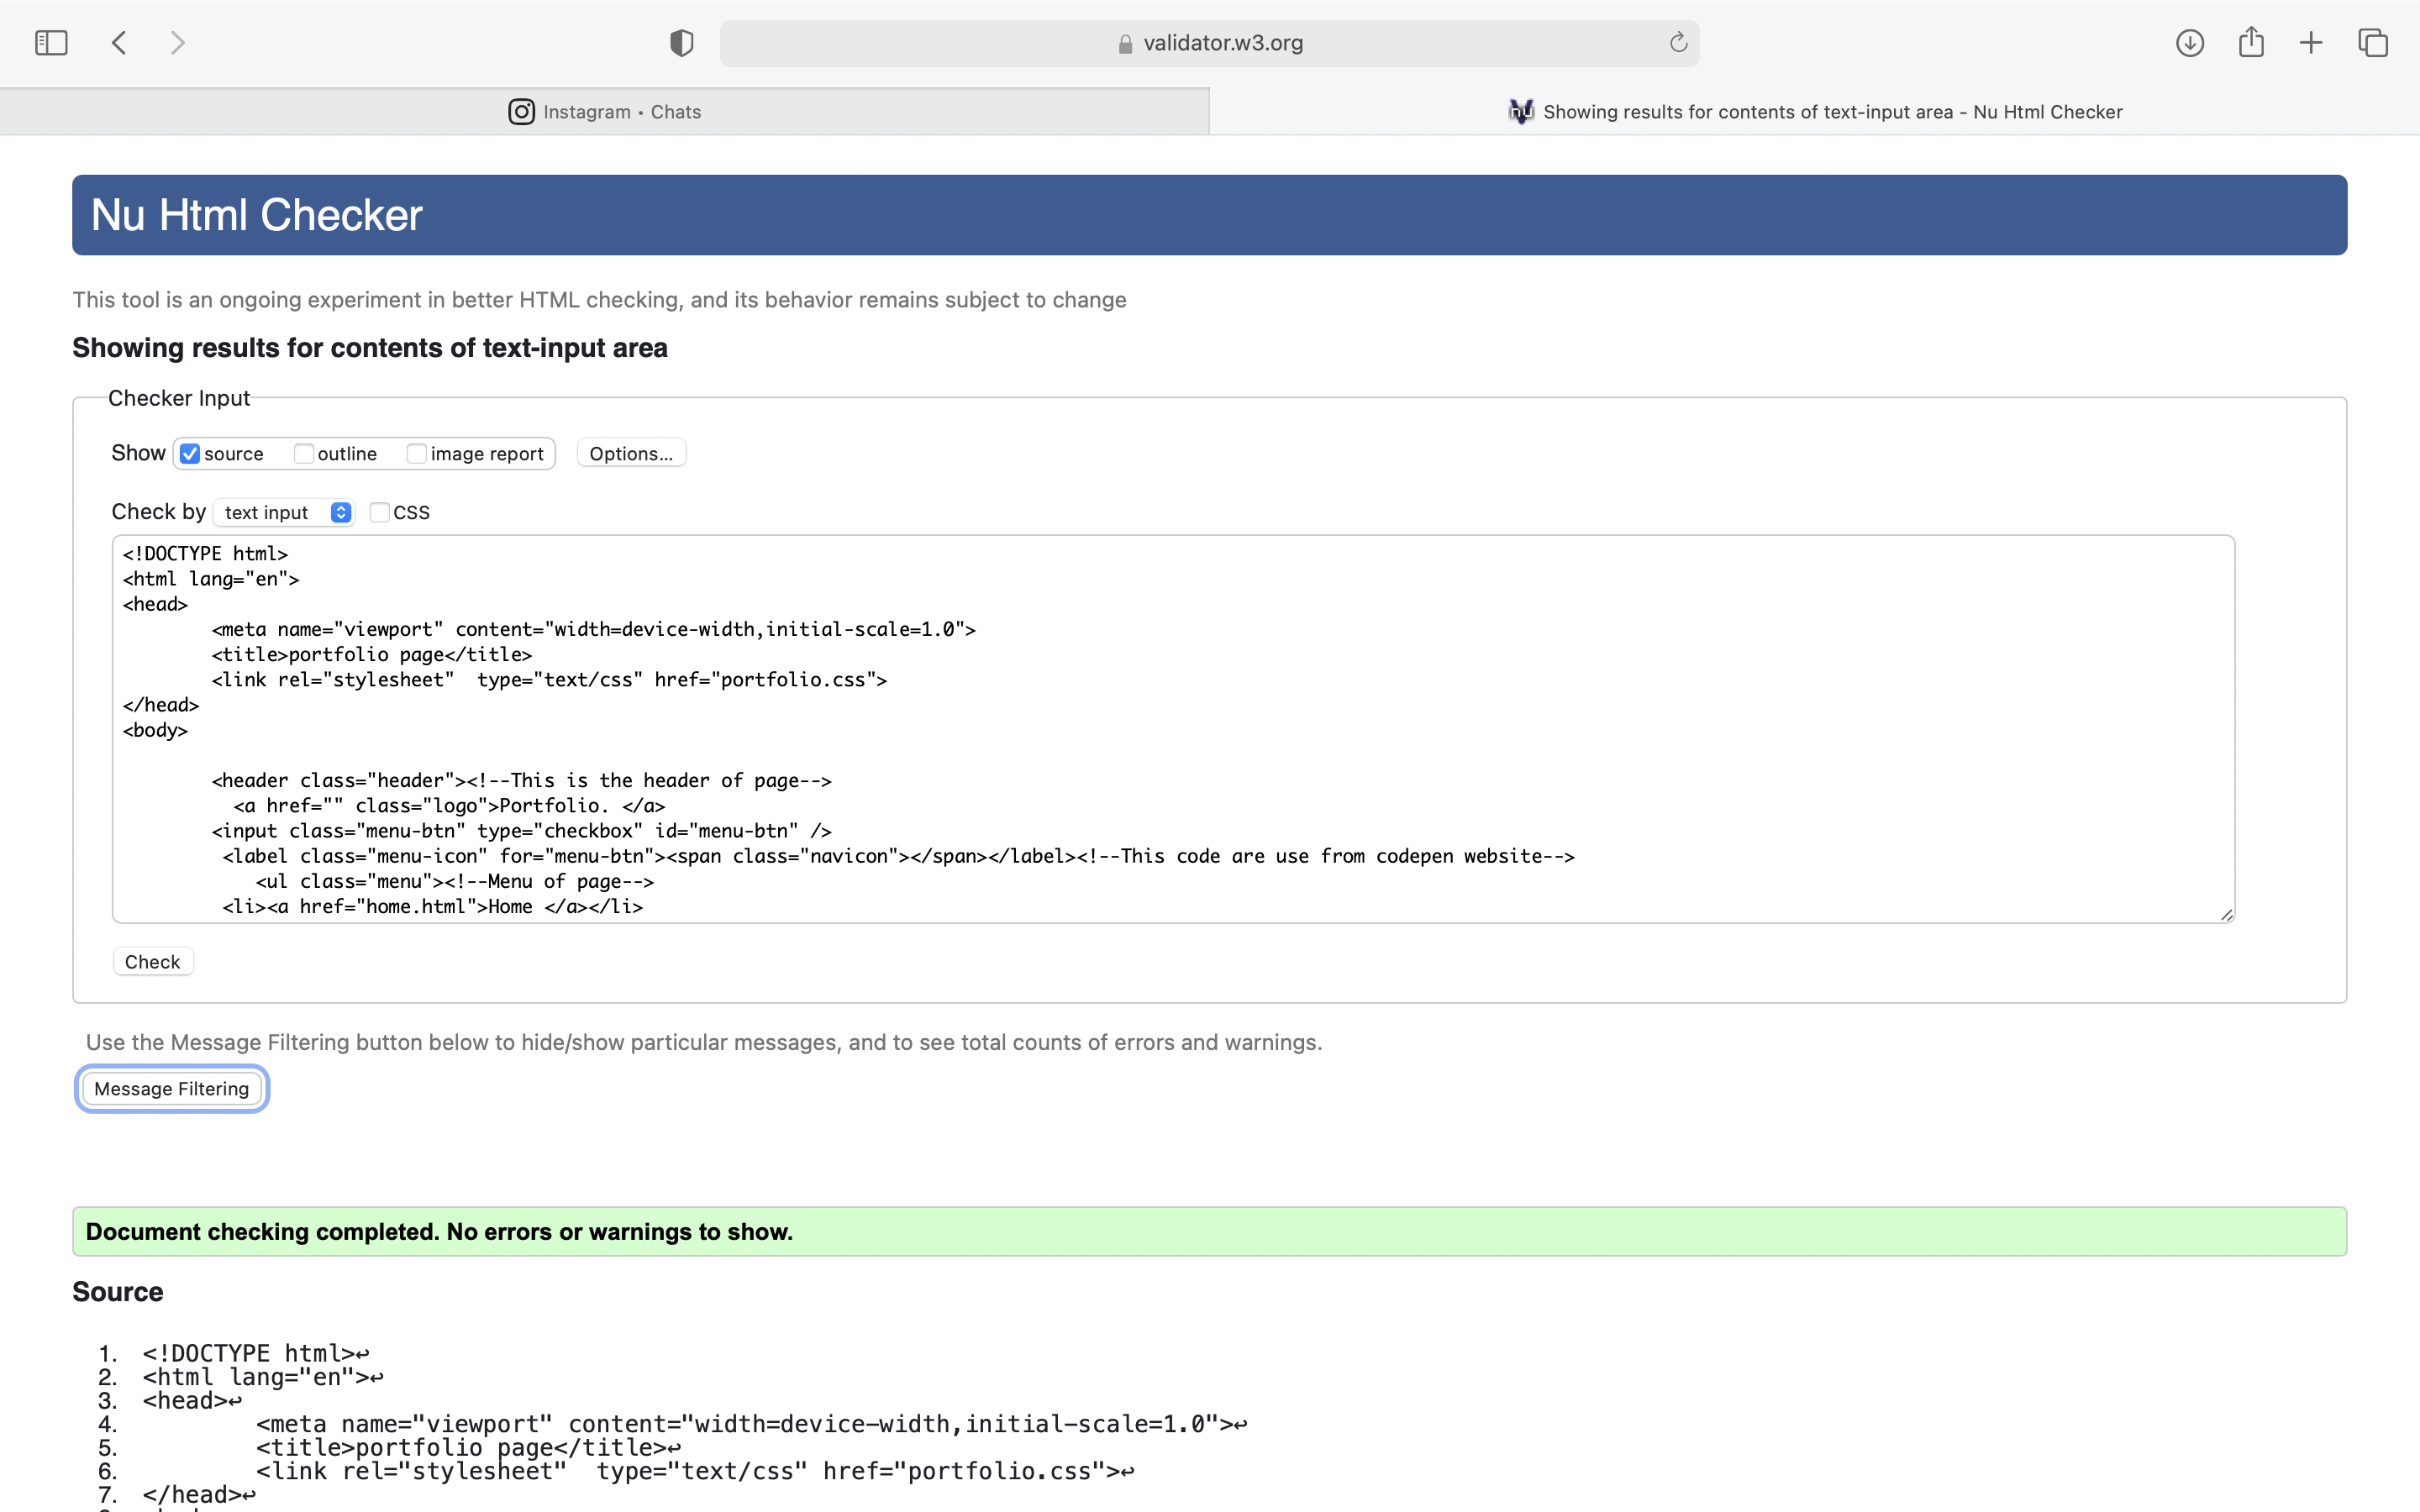 validator.w3.org
Instagram • Chats
nu Showing results for contents of text-input area - Nu Html Checker
Nu Html Checker
This tool is an ongoing experiment in better HTML checking, and its behavior remains subject to change
Showing results for contents of text-input area
Checker Input
Show source outline image report Options...
Check by text input CSS
<!DOCTYPE html>
<html lang="en">
<head>
<meta name="viewport" content="width=device-width,initial-scale=1.0">
<title>portfolio page</title>
<link rel="stylesheet"  type="text/css" href="portfolio.css">
</head>
<body>
<header class="header"><!--This is the header of page-->
<a href="" class="logo">Portfolio. </a>
<input class="menu-btn" type="checkbox" id="menu-btn" />
<label class="menu-icon" for="menu-btn"><span class="navicon"></span></label><!--This code are use from codepen website-->
<ul class="menu"><!--Menu of page-->
<li><a href="home.html">Home </a></li>
Check
Use the Message Filtering button below to hide/show particular messages, and to see total counts of errors and warnings.
Message Filtering
Document checking completed. No errors or warnings to show.
Source
1. <!DOCTYPE html>↩
2. <html lang="en">↩
3. <head>↩
4. <meta name="viewport" content="width=device-width,initial-scale=1.0">↩
5. <title>portfolio page</title>↩
6. <link rel="stylesheet"  type="text/css" href="portfolio.css">↩
7. </head>↩